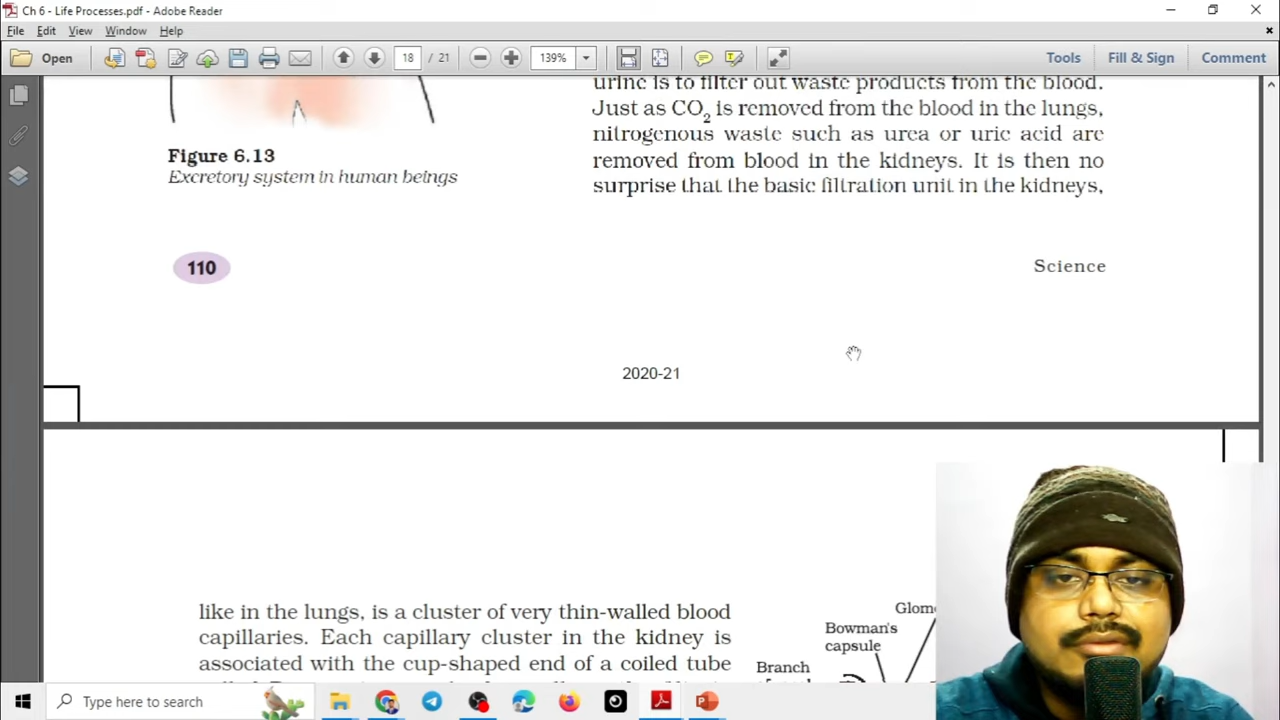 Ch 6 - Life Processes.pdf - Adobe Reader
File Edit View Window Help
Open 18 / 21 139% Tools Fill & Sign Comment
urine is to filter out waste products from the blood.
Just as CO2 is removed from the blood in the lungs,
nitrogenous waste such as urea or uric acid are
removed from blood in the kidneys. It is then no
surprise that the basic filtration unit in the kidneys,
Figure 6.13
Excretory system in human beings
110
Science
2020-21
like in the lungs, is a cluster of very thin-walled blood
capillaries. Each capillary cluster in the kidney is
associated with the cup-shaped end of a coiled tube
Glome
Bowman's
capsule
Branch
Type here to search